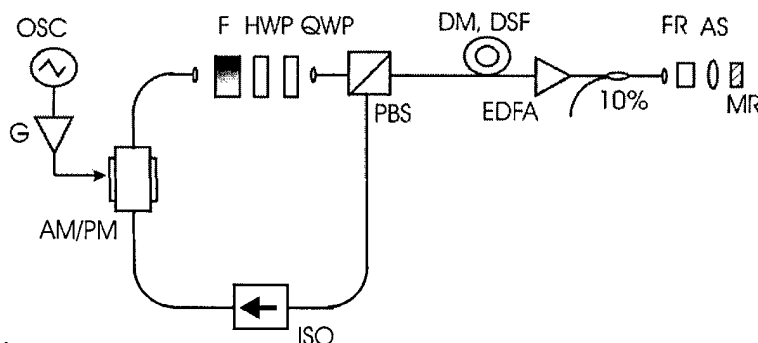 OSC
F HWP QWP
DM, DSF
FR AS
G
PBS
EDFA
10%
MR
AM/PM
ISO